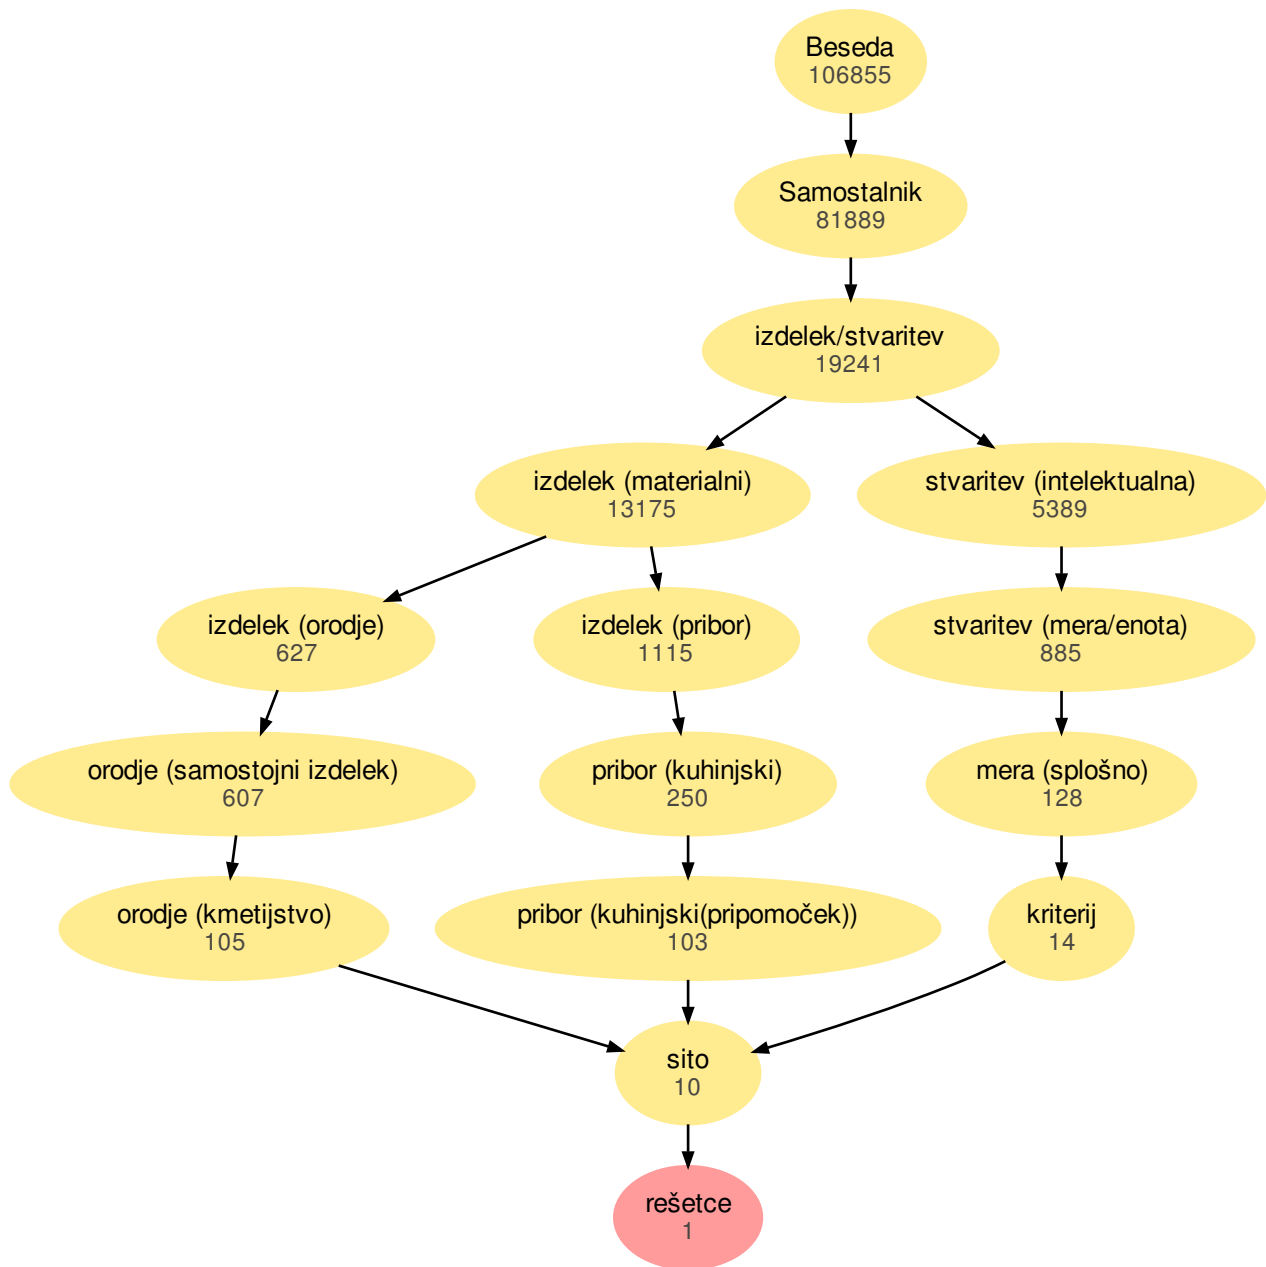 Beseda
106855
Samostalnik
81889
izdelek/stvaritev
19241
izdelek (materialni)
13175
stvaritev (intelektualna)
5389
izdelek (orodje)
627
izdelek (pribor)
1115
stvaritev (mera/enota)
885
orodje (samostojni izdelek)
607
pribor (kuhinjski)
250
mera (splošno)
128
orodje (kmetijstvo)
105
pribor (kuhinjski(pripomoček))
103
kriterij
14
sito
10
rešetce
1